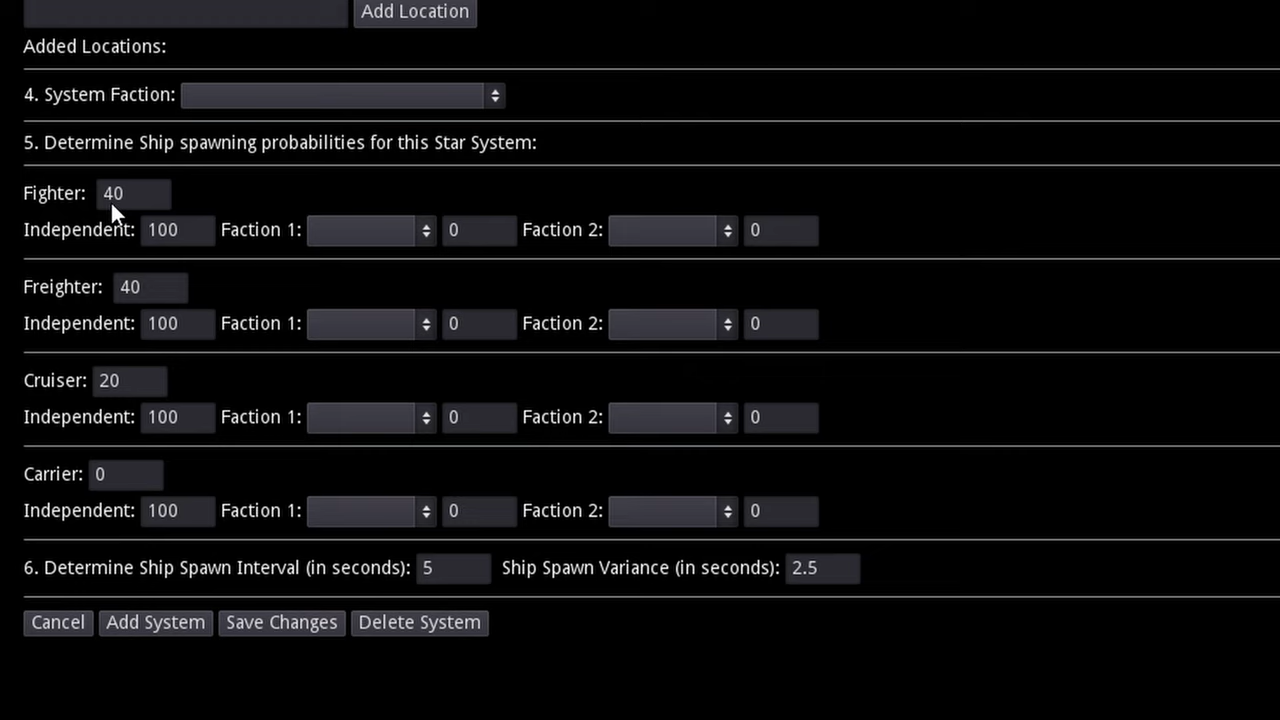 Add Location
Added Locations:
4. System Faction:
5. Determine Ship spawning probabilities for this Star System:
Fighter: 40
Independent: 100 Faction 1: 0 Faction 2: 0
Freighter: 40
Independent: 100 Faction 1: 0 Faction 2: 0
Cruiser: 20
Independent: 100 Faction 1: 0 Faction 2: 0
Carrier: 0
Independent: 100 Faction 1: 0 Faction 2: 0
6. Determine Ship Spawn Interval (in seconds): 5 Ship Spawn Variance (in seconds): 2.5
Cancel Add System Save Changes Delete System